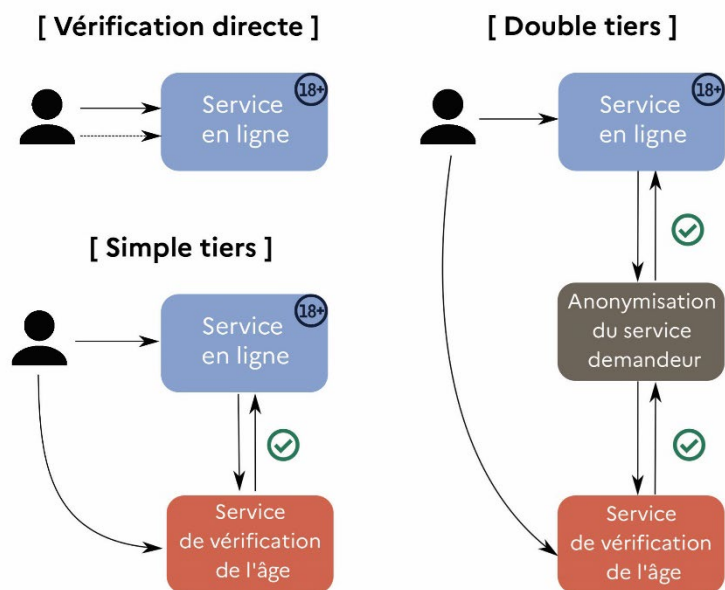 [ Vérification directe ]
18+
Service
en ligne
[ Simple tiers ]
18+
Service
en ligne
Service
de vérification
de l'âge
[ Double tiers ]
18+
Service
en ligne
Anonymisation
du service
demandeur
Service
de vérification
de l'âge